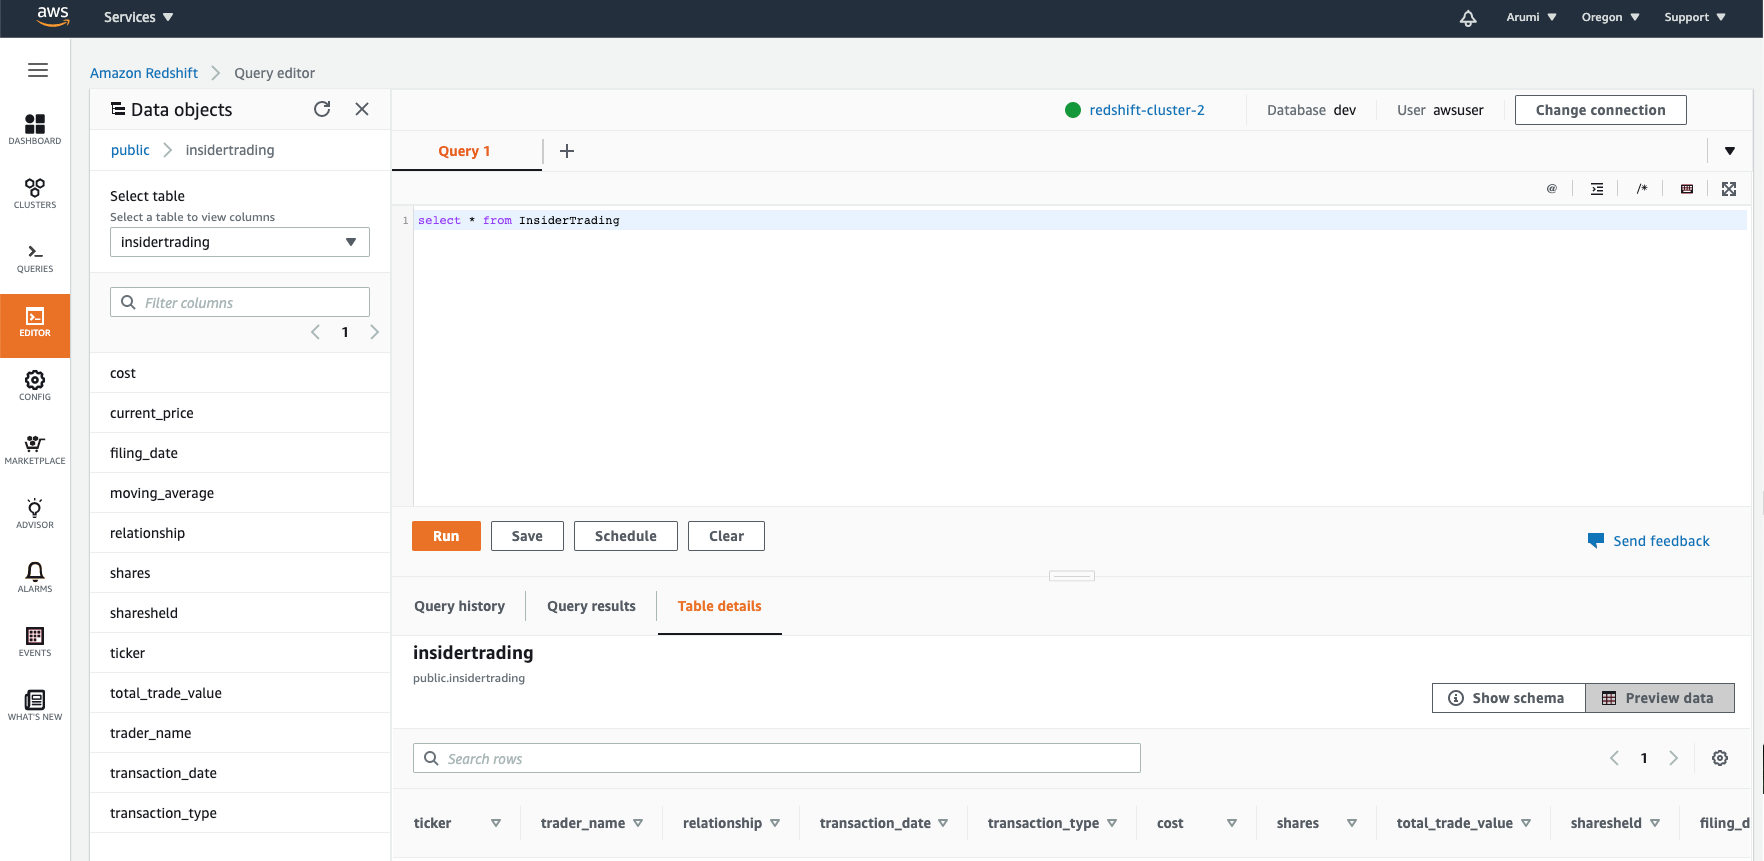 aws
Services ▼
Arumi ▼
Oregon ▼
Support ▼
DASHBOARD
CLUSTERS
QUERIES
EDITOR
CONFIG
MARKETPLACE
ADVISOR
ALARMS
EVENTS
WHAT'S NEW
Amazon Redshift > Query editor
Data objects
public > insidertrading
Select table
Select a table to view columns
insidertrading
Filter columns
1
cost
current_price
filing_date
moving_average
relationship
shares
sharesheld
ticker
total_trade_value
trader_name
transaction_date
transaction_type
redshift-cluster-2
Database dev
User awsuser
Change connection
Query 1
+
@
/*
1 select * from InsiderTrading
Run
Save
Schedule
Clear
Send feedback
Query history
Query results
Table details
insidertrading
public.insidertrading
Show schema
Preview data
Search rows
1
ticker
trader_name
relationship
transaction_date
transaction_type
cost
shares
total_trade_value
sharesheld
filing_d